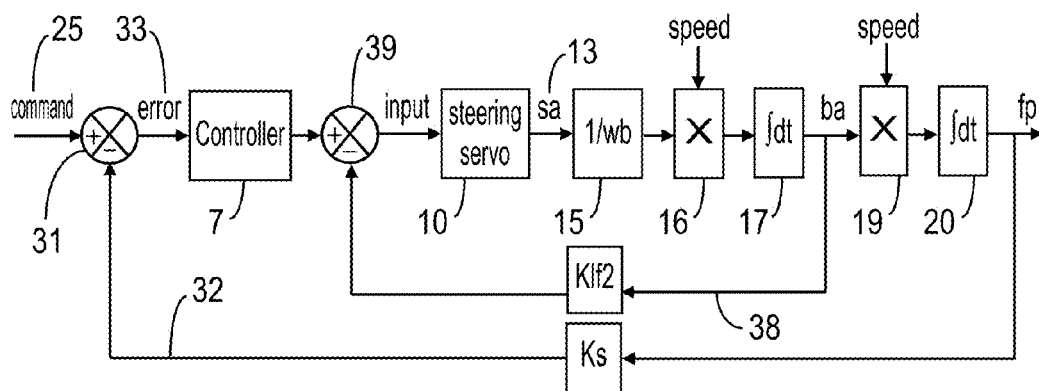 25
33
39
13
speed
speed
command
error
Controller
input
steering
servo
sa
1/wb
X
∫dt
ba
X
∫dt
fp
+
−
+
−
31
7
10
15
16
17
19
20
Klf2
32
38
Ks